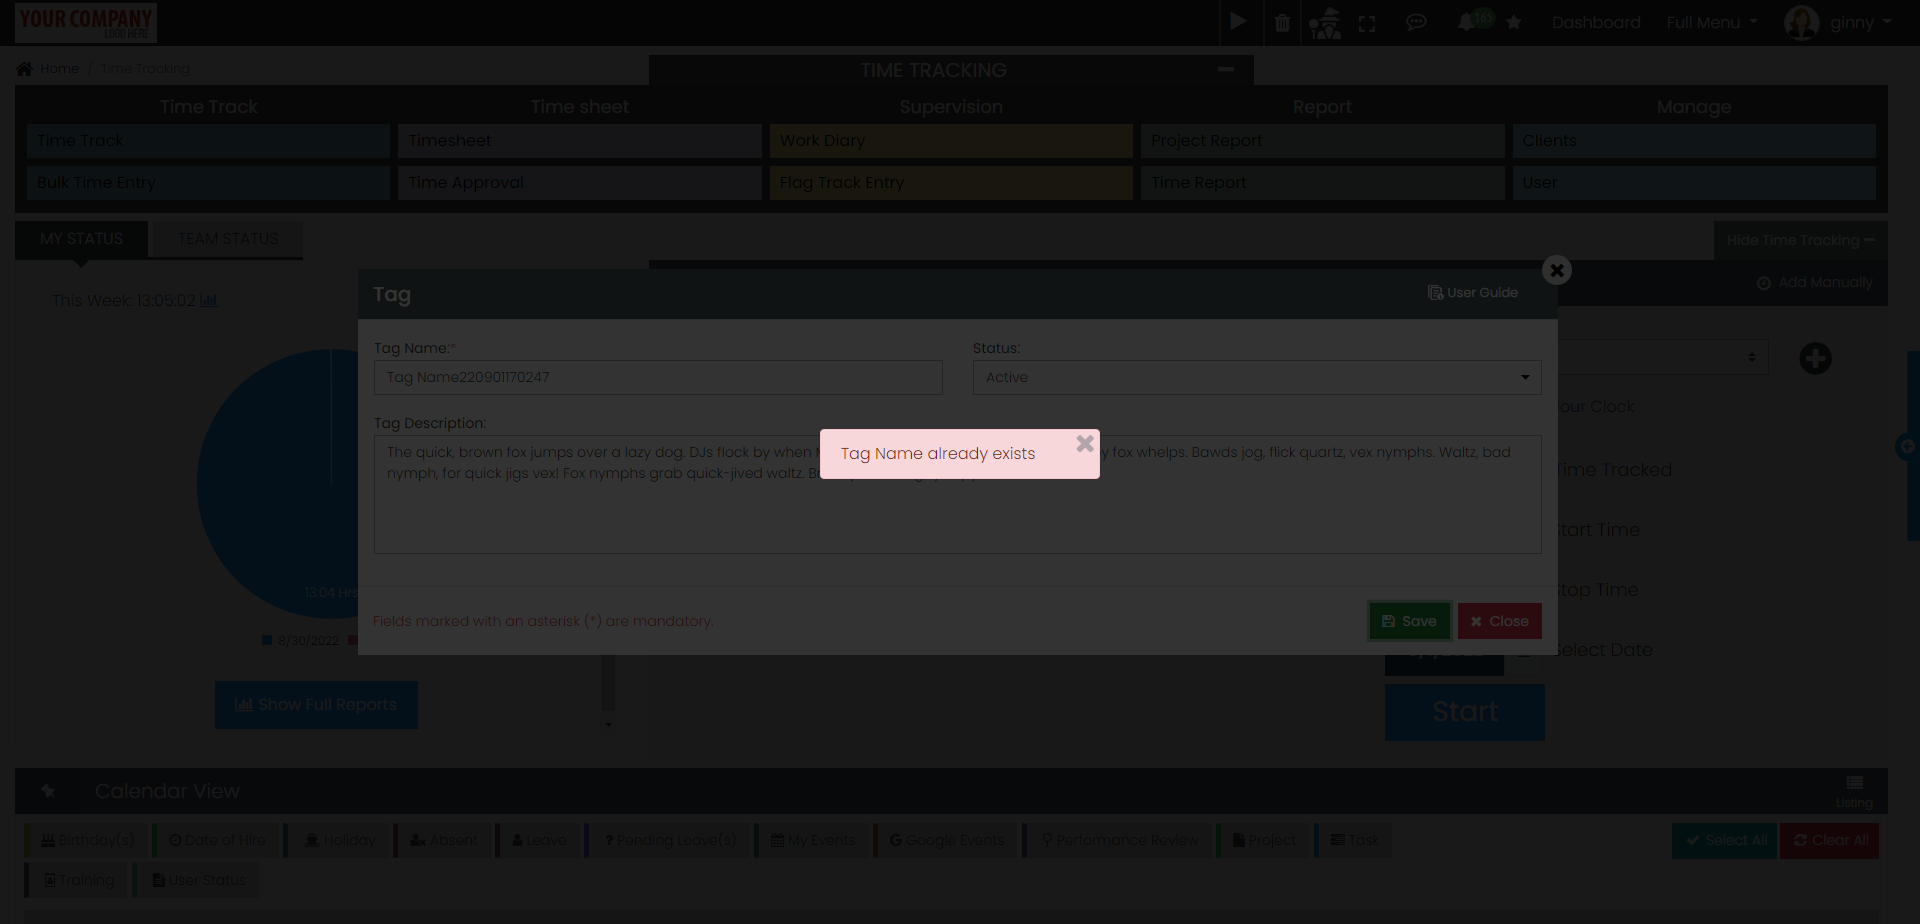 YOUR COMPANY
LOGO HERE
165
Dashboard
Full Menu
ginny
Home / Time Tracking
TIME TRACKING
Time Track
Time sheet
Supervision
Report
Manage
Time Track
Timesheet
Work Diary
Project Report
Clients
Bulk Time Entry
Time Approval
Flag Track Entry
Time Report
User
MY STATUS
TEAM STATUS
Hide Time Tracking
This Week: 13:05:02
Add Manually
Tag
User Guide
Tag Name:*
Status:
Tag Name220901170247
Active
our Clock
Tag Description:
The quick, brown fox jumps over a lazy dog. DJs flock by when fox whelps. Bawds jog, flick quartz, vex nymphs. Waltz, bad
nymph, for quick jigs vex! Fox nymphs grab quick-jived waltz.
Tag Name already exists
Time Tracked
Start Time
Stop Time
13:04 Hrs
Fields marked with an asterisk (*) are mandatory.
Save
Close
8/30/2022
Select Date
Show Full Reports
Start
Calendar View
Listing
Birthday(s)
Date of Hire
Holiday
Absent
Leave
Pending Leave(s)
My Events
Google Events
Performance Review
Project
Task
Select All
Clear All
Training
User Status